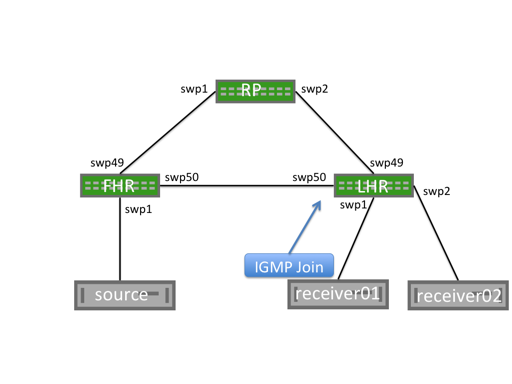 swp1
RP
swp2
swp49
swp49
FHR
swp50
swp50
LHR
swp1
swp1
swp2
IGMP Join
source
receiver01
receiver02